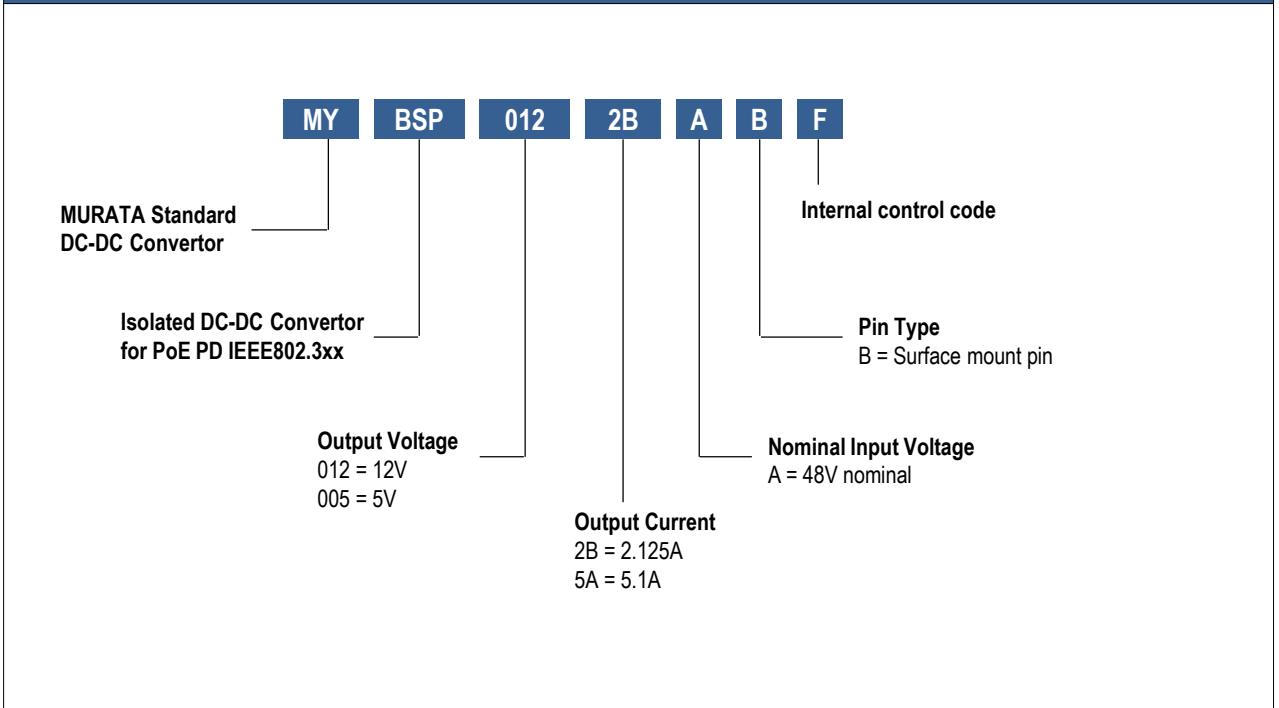 MY BSP 012 2B A B F
MURATA Standard
DC-DC Convertor
Internal control code
Isolated DC-DC Convertor
for PoE PD IEEE802.3xx
Pin Type
B = Surface mount pin
Output Voltage
012 = 12V
005 = 5V
Nominal Input Voltage
A = 48V nominal
Output Current
2B = 2.125A
5A = 5.1A